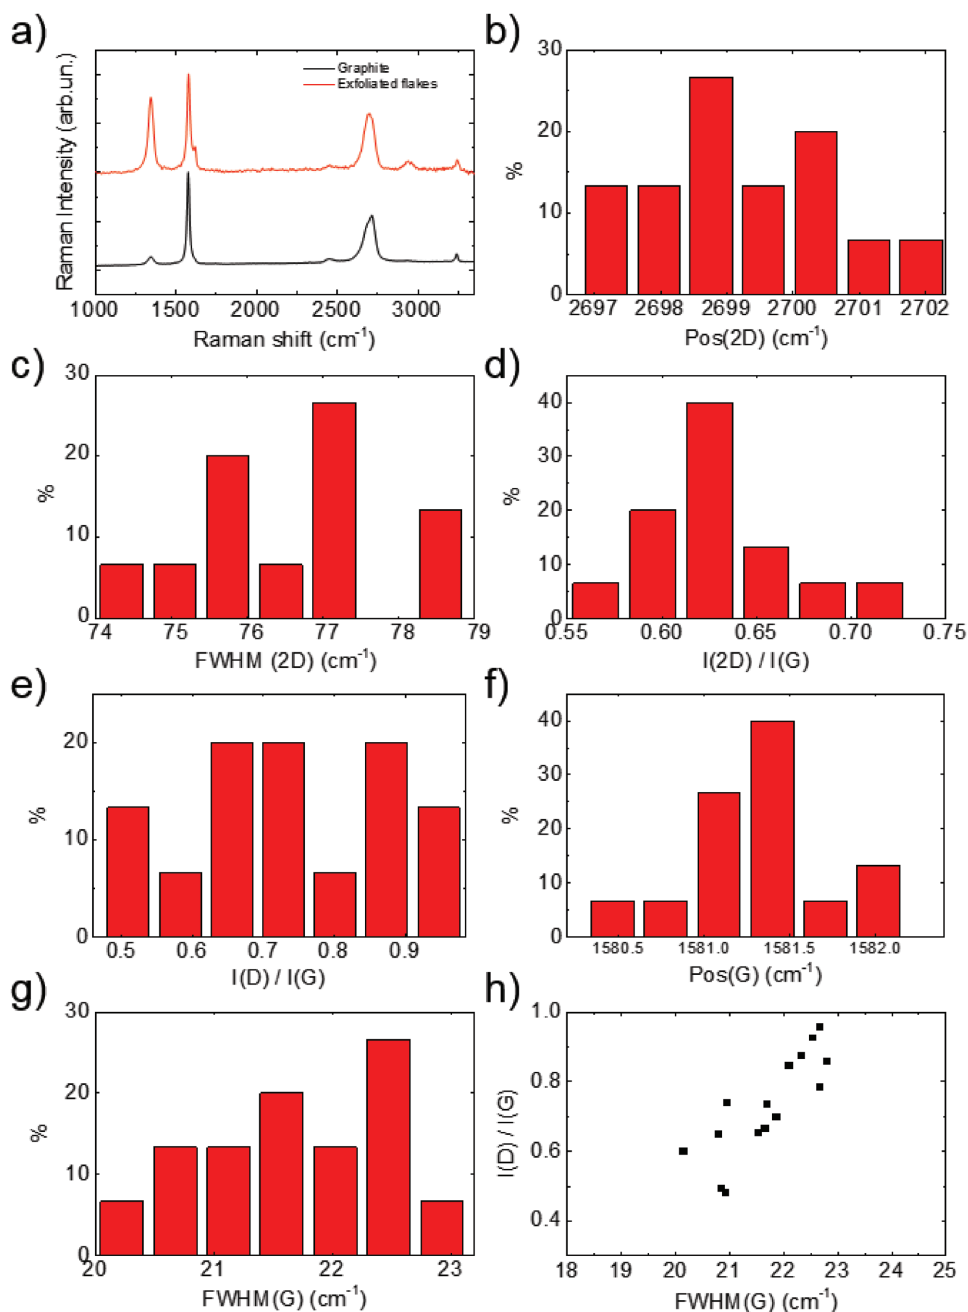 a)
Graphite
Exfoliated flakes
Raman Intensity (arb.un.)
1000 1500 2000 2500 3000
Raman shift (cm⁻¹)
b)
30
20
10
0
%
2697 2698 2699 2700 2701 2702
Pos(2D) (cm⁻¹)
c)
30
20
10
0
%
74 75 76 77 78 79
FWHM (2D) (cm⁻¹)
d)
40
30
20
10
0
%
0.55 0.60 0.65 0.70 0.75
I(2D) / I(G)
e)
20
10
0
%
0.5 0.6 0.7 0.8 0.9
I(D) / I(G)
f)
40
30
20
10
0
%
1580.5 1581.0 1581.5 1582.0
Pos(G) (cm⁻¹)
g)
30
20
10
0
%
20 21 22 23
FWHM(G) (cm⁻¹)
h)
1.0
0.8
0.6
0.4
I(D) / I(G)
18 19 20 21 22 23 24 25
FWHM(G) (cm⁻¹)